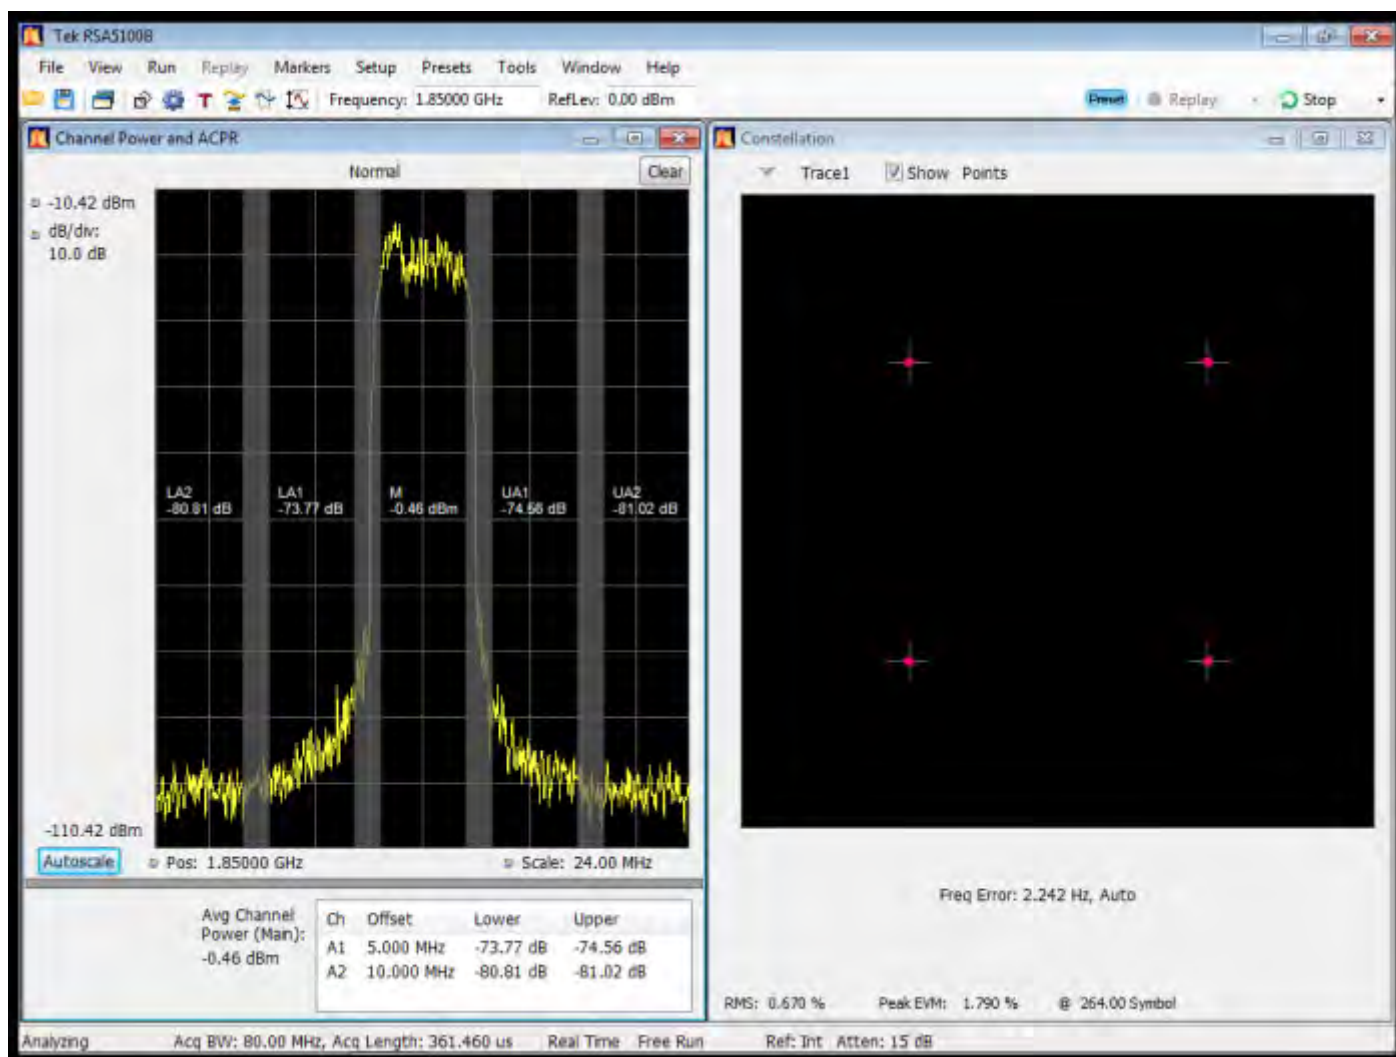 Tek RSA5100B
File View Run Replay Markers Setup Presets Tools Window Help
Frequency: 1.85000 GHz RefLev: 0.00 dBm Preset Replay Stop
Channel Power and ACPR
Normal Clear
-10.42 dBm
dB/div:
10.0 dB
LA2 LA1 M UA1 UA2
-80.81 dB -73.77 dB -0.46 dBm -74.56 dB -81.02 dB
-110.42 dBm
Autoscale Pos: 1.85000 GHz Scale: 24.00 MHz
Avg Channel
Power (Main):
-0.46 dBm
Ch Offset Lower Upper
A1 5.000 MHz -73.77 dB -74.56 dB
A2 10.000 MHz -80.81 dB -81.02 dB
Constellation
Trace1 Show Points
Freq Error: 2.242 Hz, Auto
RMS: 0.670 % Peak EVM: 1.790 % @ 264.00 Symbol
Analyzing Acq BW: 80.00 MHz, Acq Length: 361.460 us Real Time Free Run Ref: Int Atten: 15 dB